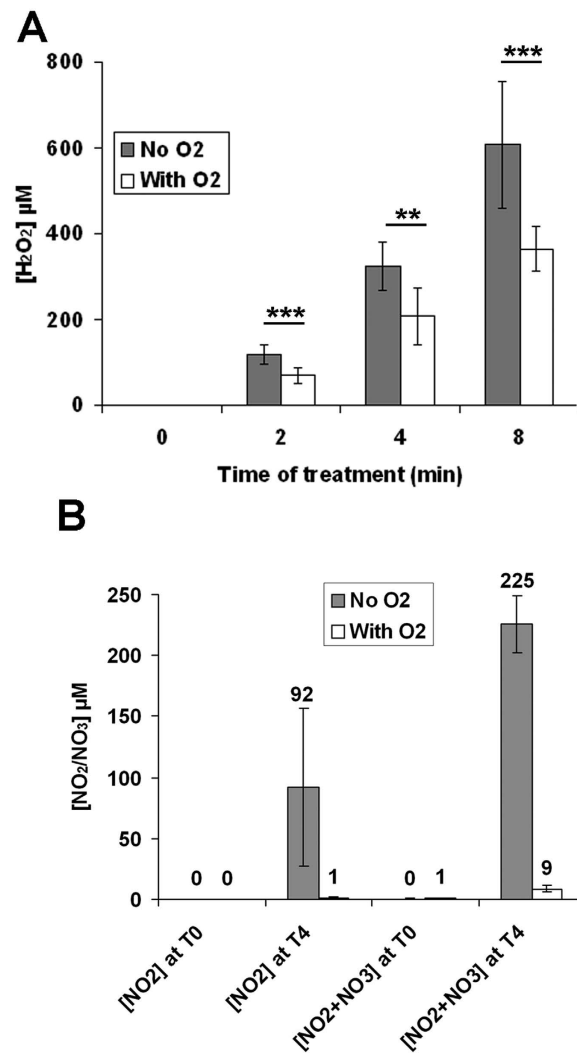 A
800
600
400
200
0
[H₂O₂] µM
No O2
With O2
***
**
***
0 2 4 8
Time of treatment (min)
B
250
200
150
100
50
0
[NO₂/NO₃] µM
No O2
With O2
0 0 92 1 0 1 225 9
[NO2] at T0
[NO2] at T4
[NO2+NO3] at T0
[NO2+NO3] at T4